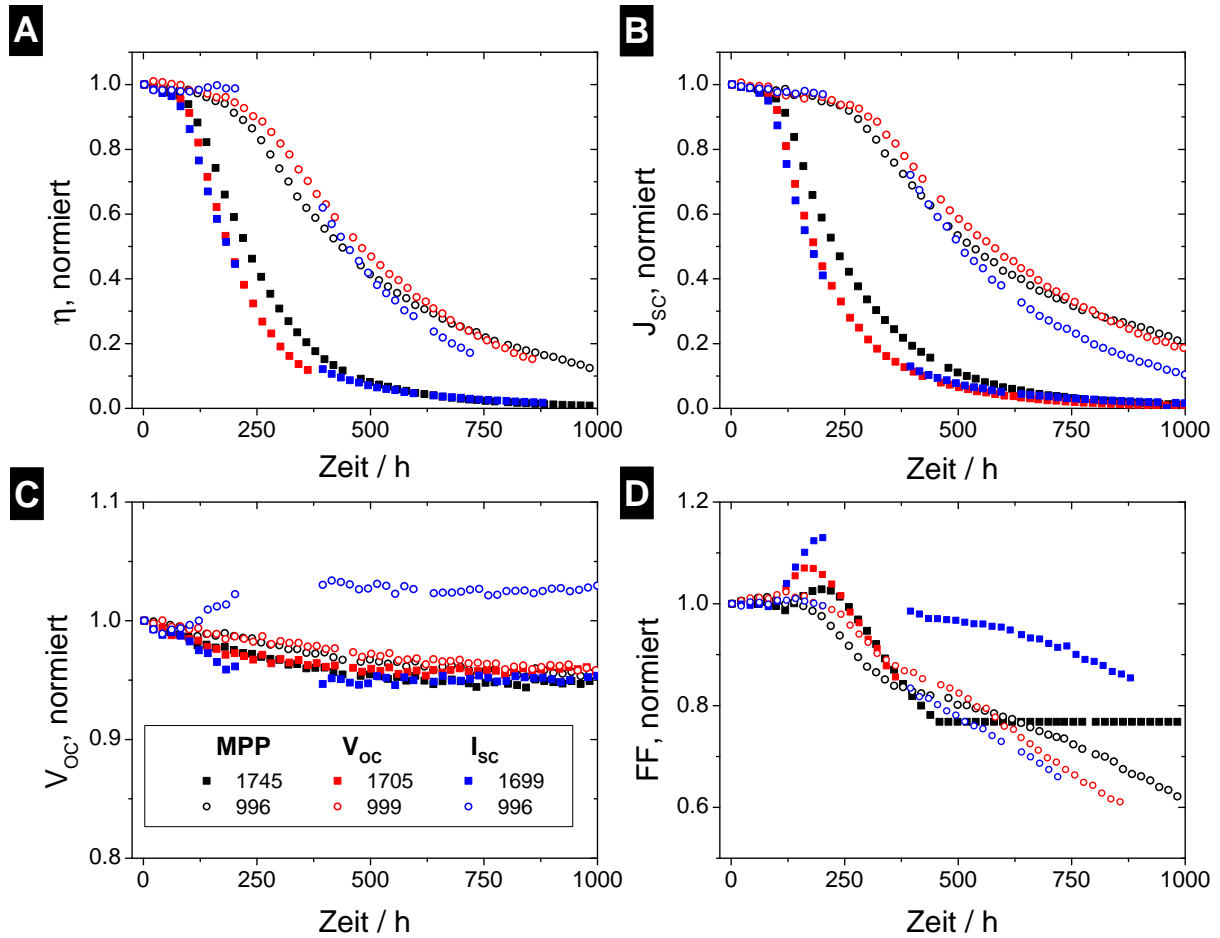 A
η, normiert
1.0
0.8
0.6
0.4
0.2
0.0
0 250 500 750 1000
Zeit / h
B
J_SC, normiert
1.0
0.8
0.6
0.4
0.2
0.0
0 250 500 750 1000
Zeit / h
C
V_OC, normiert
1.1
1.0
0.9
0.8
MPP V_OC I_SC
1745 1705 1699
996 999 996
0 250 500 750 1000
Zeit / h
D
FF, normiert
1.2
1.0
0.8
0.6
0 250 500 750 1000
Zeit / h